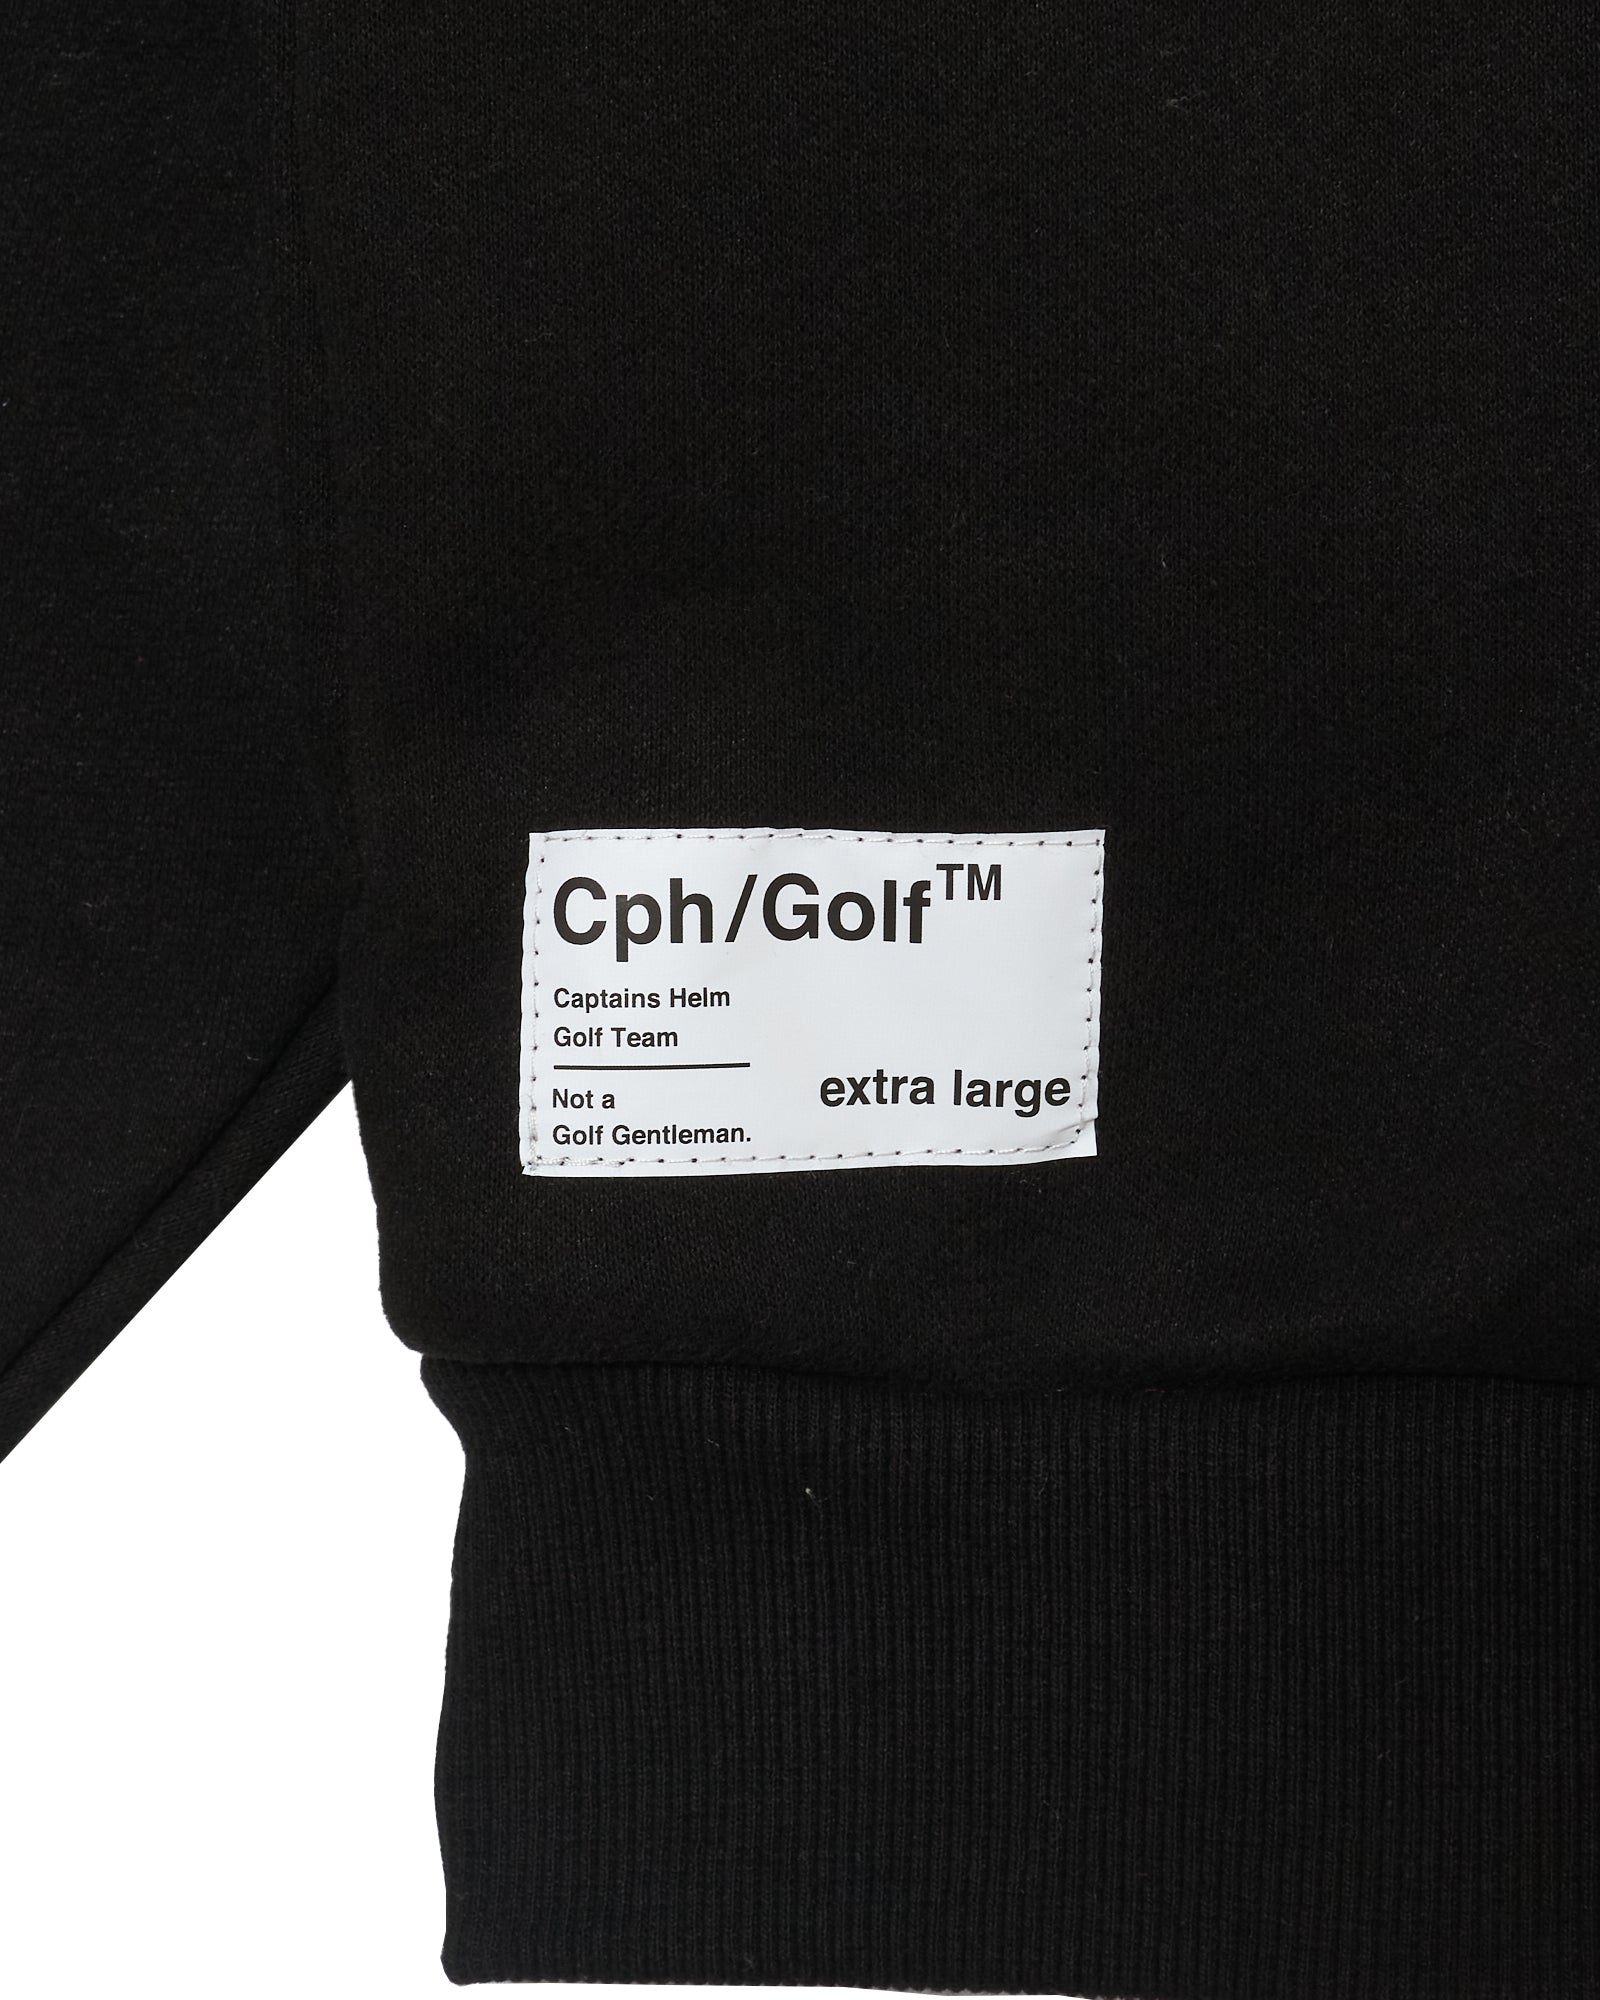 Cph/Golf™
Captains Helm
Golf Team
Not a
Golf Gentleman.
extra large